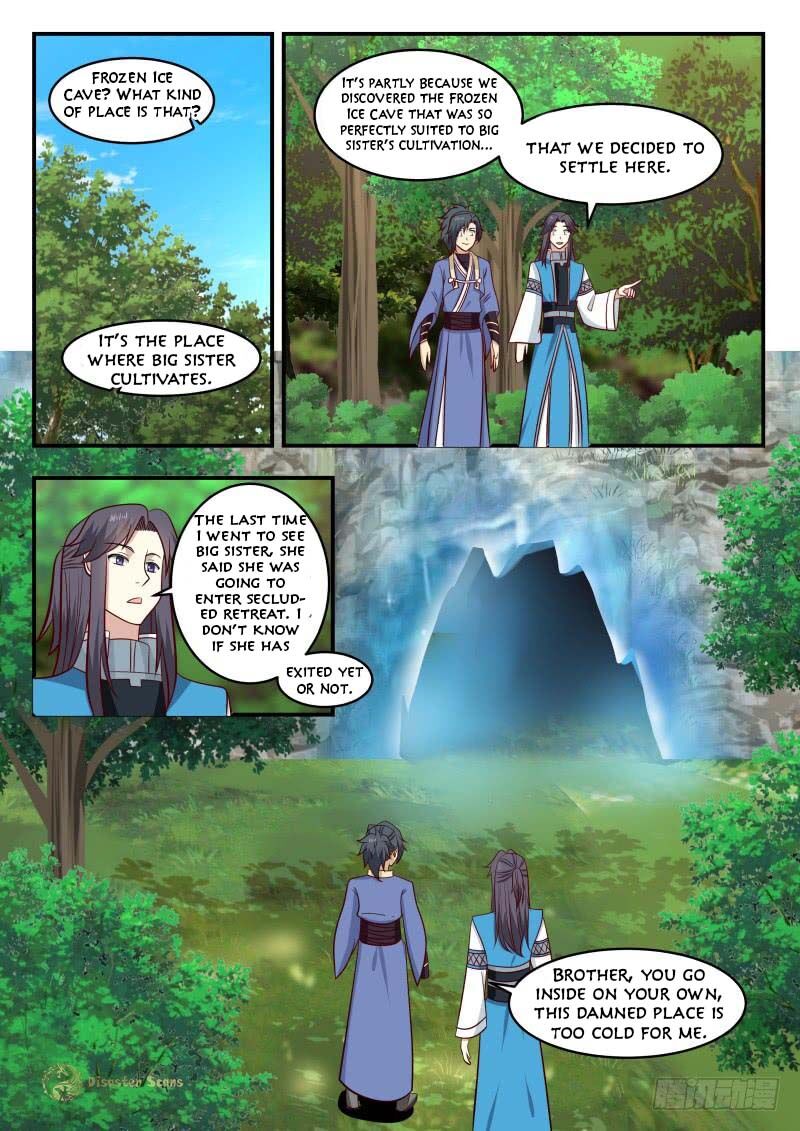 FROZEN ICE
CAVE? WHAT KIND
OF PLACE IS THAT?
IT'S THE PLACE
WHERE BIG SISTER
CULTIVATES.
IT'S PARTLY BECAUSE WE
DISCOVERED THE FROZEN
ICE CAVE THAT WAS SO
PERFECTLY SUITED TO BIG
SISTER'S CULTIVATION...
THAT WE DECIDED TO
SETTLE HERE.
THE LAST TIME
I WENT TO SEE
BIG SISTER, SHE
SAID SHE WAS
GOING TO
ENTER SECLUD-
ED RETREAT. I
DON'T KNOW
IF SHE HAS
EXITED YET
OR NOT.
BROTHER, YOU GO
INSIDE ON YOUR OWN,
THIS DAMNED PLACE IS
TOO COLD FOR ME.
Disaster Scans
腾讯动漫